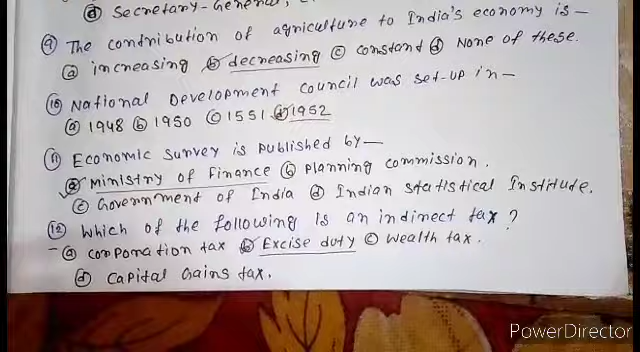 (d) Secretary-General,
(9) The contribution of agriculture to India's economy is—
(a) increasing (b) decreasing (c) constand (d) None of these.
(10) National Development council was set-up in—
(a) 1948 (b) 1950 (c) 1551 (d) 1952
(11) Economic survey is published by—
(a) Ministry of Finance (b) planning commission.
(c) Government of India (d) Indian statistical Institude.
(12) Which of the following is an indirect tax?
(a) corporation tax (b) Excise duty (c) Wealth tax.
(d) Capital Gains tax.
PowerDirector